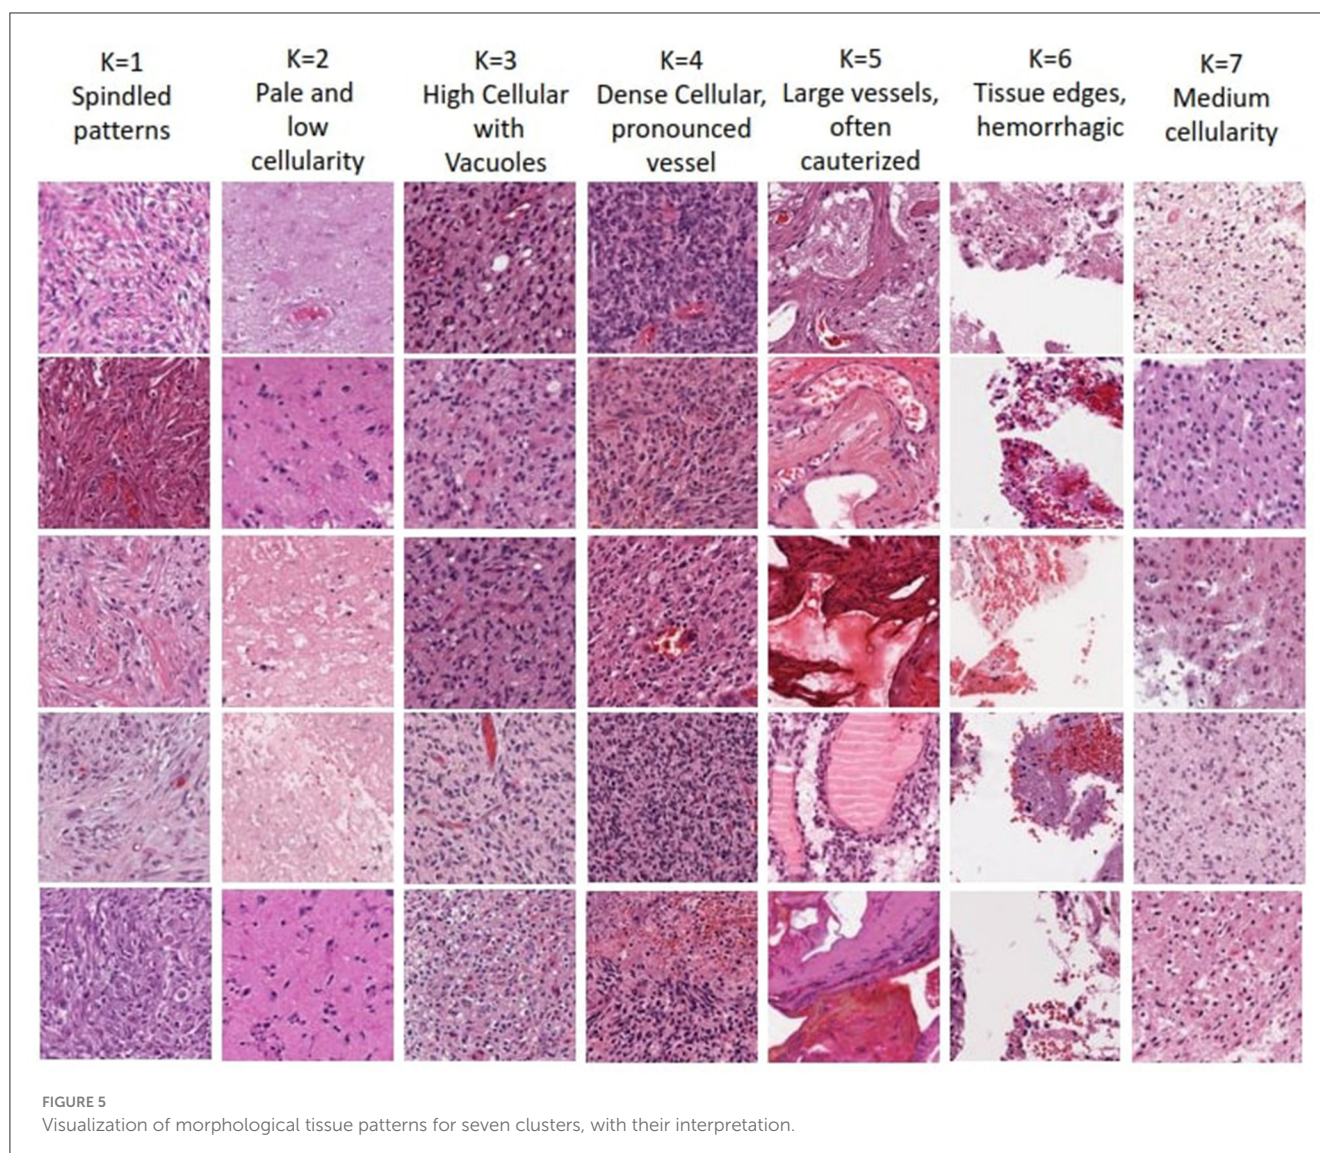 K=1
Spindled
patterns
K=2
Pale and
low
cellularity
K=3
High Cellular
with
Vacuoles
K=4
Dense Cellular,
pronounced
vessel
K=5
Large vessels,
often
cauterized
K=6
Tissue edges,
hemorrhagic
K=7
Medium
cellularity
FIGURE 5
Visualization of morphological tissue patterns for seven clusters, with their interpretation.